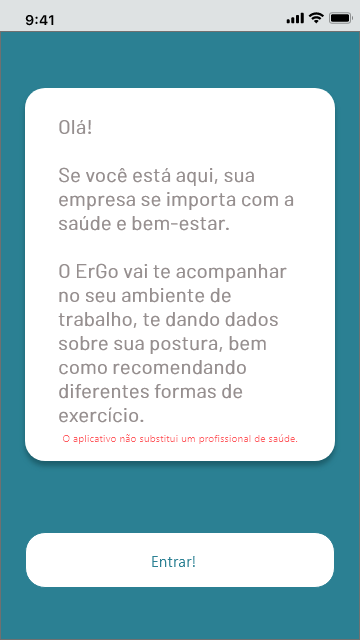 9:41
Olá!
Se você está aqui, sua
empresa se importa com a
saúde e bem-estar.
O ErGo vai te acompanhar
no seu ambiente de
trabalho, te dando dados
sobre sua postura, bem
como recomendando
diferentes formas de
exercício.
O aplicativo não substitui um profissional de saúde.
Entrar!